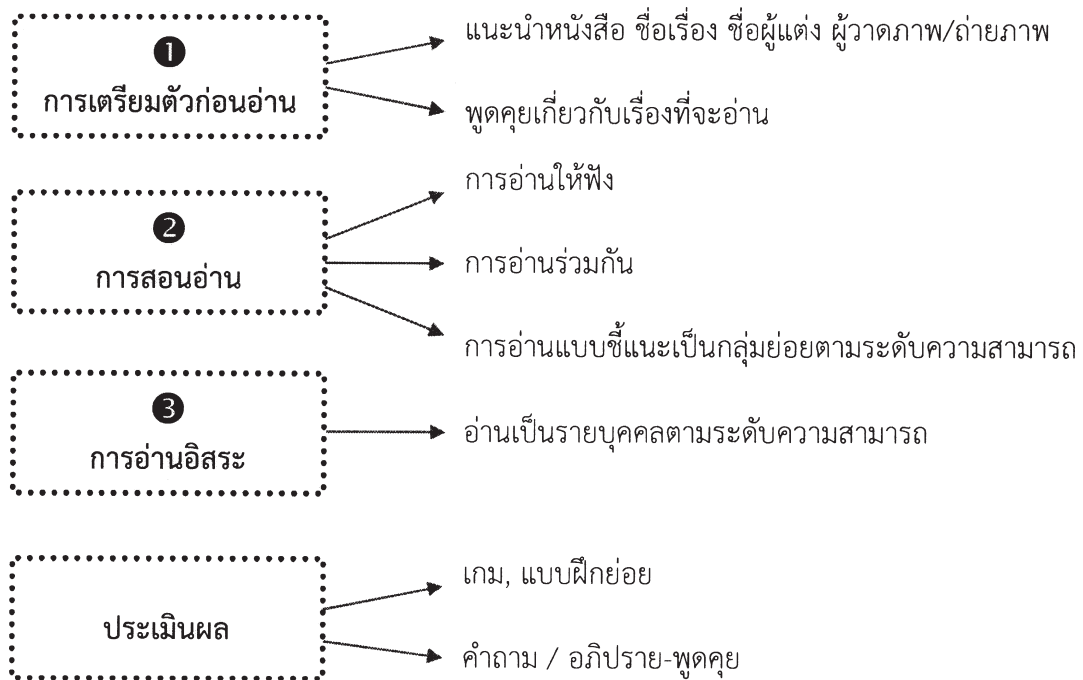 ❶
การเตรียมตัวก่อนอ่าน
แนะนำหนังสือ ชื่อเรื่อง ชื่อผู้แต่ง ผู้วาดภาพ/ถ่ายภาพ
พูดคุยเกี่ยวกับเรื่องที่จะอ่าน
❷
การสอนอ่าน
การอ่านให้ฟัง
การอ่านร่วมกัน
การอ่านแบบชี้แนะเป็นกลุ่มย่อยตามระดับความสามารถ
❸
การอ่านอิสระ
อ่านเป็นรายบุคคลตามระดับความสามารถ
ประเมินผล
เกม, แบบฝึกย่อย
คำถาม / อภิปราย-พูดคุย